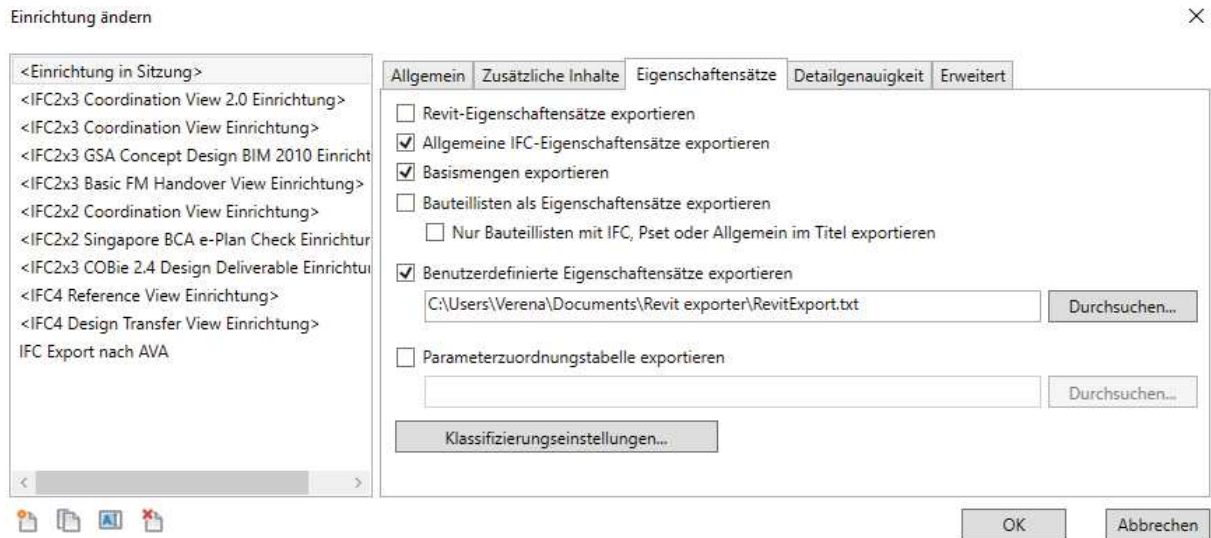 Einrichtung ändern
<Einrichtung in Sitzung>
<IFC2x3 Coordination View 2.0 Einrichtung>
<IFC2x3 Coordination View Einrichtung>
<IFC2x3 GSA Concept Design BIM 2010 Einricht
<IFC2x3 Basic FM Handover View Einrichtung>
<IFC2x2 Coordination View Einrichtung>
<IFC2x2 Singapore BCA e-Plan Check Einrichtur
<IFC2x3 COBie 2.4 Design Deliverable Einrichtu
<IFC4 Reference View Einrichtung>
<IFC4 Design Transfer View Einrichtung>
IFC Export nach AVA
Allgemein Zusätzliche Inhalte Eigenschaftensätze Detailgenauigkeit Erweitert
Revit-Eigenschaftensätze exportieren
Allgemeine IFC-Eigenschaftensätze exportieren
Basismengen exportieren
Bauteillisten als Eigenschaftensätze exportieren
Nur Bauteillisten mit IFC, Pset oder Allgemein im Titel exportieren
Benutzerdefinierte Eigenschaftensätze exportieren
C:\Users\Verena\Documents\Revit exporter\RevitExport.txt Durchsuchen...
Parameterzuordnungstabelle exportieren
Durchsuchen...
Klassifizierungseinstellungen...
OK Abbrechen